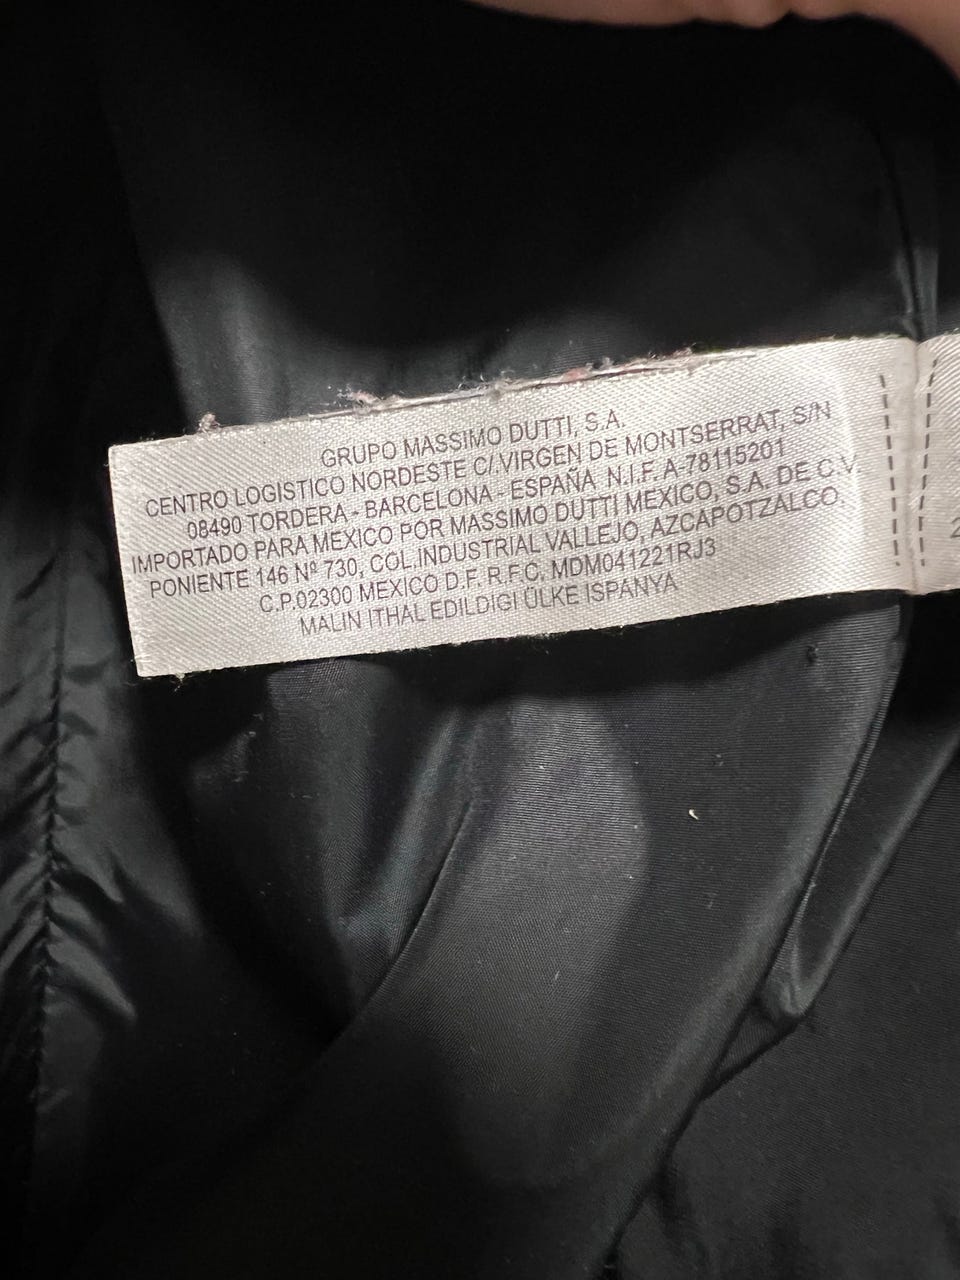 GRUPO MASSIMO DUTTI, S.A.
CENTRO LOGISTICO NORDESTE C/.VIRGEN DE MONTSERRAT, S/N
08490 TORDERA - BARCELONA - ESPAÑA N.I.F. A-78115201
IMPORTADO PARA MEXICO POR MASSIMO DUTTI MEXICO, S.A. DE C.V.
PONIENTE 146 Nº 730, COL.INDUSTRIAL VALLEJO, AZCAPOTZALCO
C.P.02300 MEXICO D.F. R.F.C. MDM041221RJ3
MALIN ITHAL EDILDIGI ÜLKE ISPANYA
2